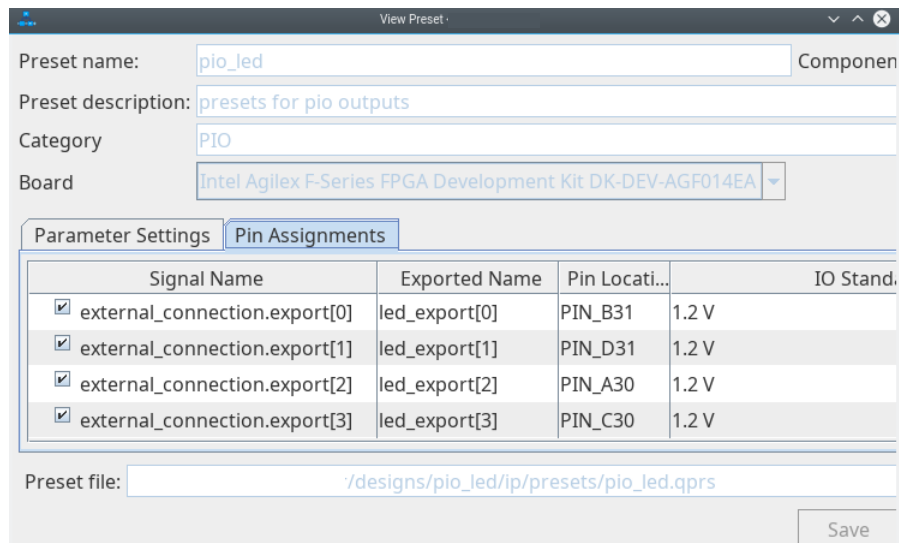 View Preset -
Preset name: pio_led Componen
Preset description: presets for pio outputs
Category PIO
Board Intel Agilex F-Series FPGA Development Kit DK-DEV-AGF014EA
Parameter Settings Pin Assignments
Signal Name Exported Name Pin Locati... IO Standa
external_connection.export[0] led_export[0] PIN_B31 1.2 V
external_connection.export[1] led_export[1] PIN_D31 1.2 V
external_connection.export[2] led_export[2] PIN_A30 1.2 V
external_connection.export[3] led_export[3] PIN_C30 1.2 V
Preset file: /designs/pio_led/ip/presets/pio_led.qprs
Save